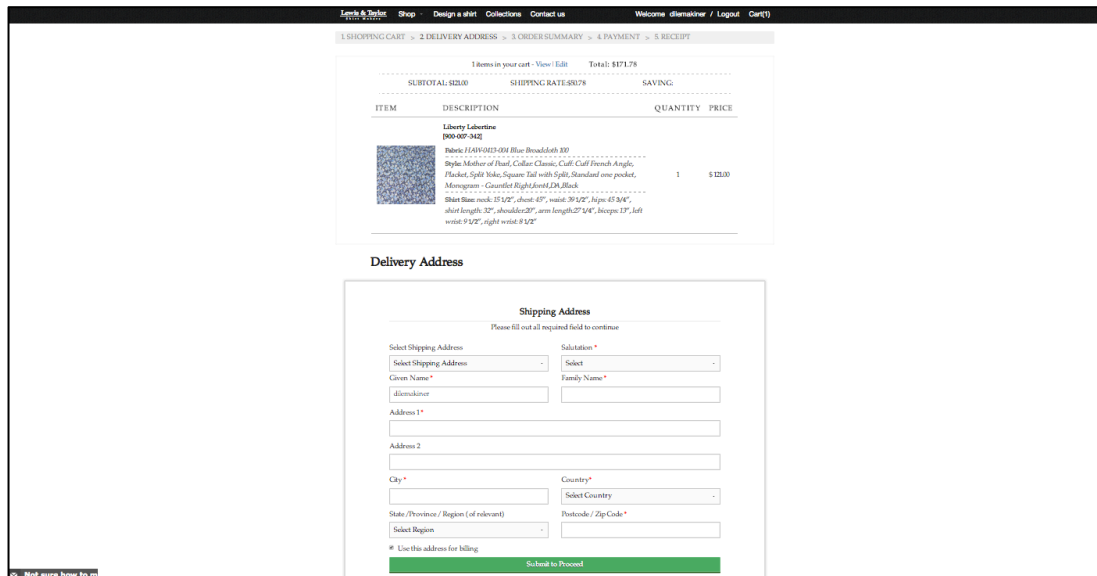 Lewis & Taylor Shop Design a shirt Collections Contact us Welcome dilemakiner / Logout Cart(1)
Shirt Makers
1. SHOPPING CART > 2. DELIVERY ADDRESS > 3. ORDER SUMMARY > 4. PAYMENT > 5. RECEIPT
1 items in your cart - View | Edit Total: $171.78
SUBTOTAL: $121.00 SHIPPING RATE:$50.78 SAVING:
ITEM DESCRIPTION QUANTITY PRICE
Liberty Lebertine
[900-007-342]
Fabric: HAW-0413-004 Blue Broadcloth 100
Style: Mother of Pearl, Collar: Classic, Cuff: Cuff French Angle,
Placket, Split Yoke, Square Tail with Split, Standard one pocket,
Monogram - Gauntlet Right,font4,DA,Black
1 $ 121.00
Shirt Size: neck: 15 1/2", chest: 45", waist: 39 1/2", hips: 45 3/4",
shirt length: 32", shoulder:20", arm length:27 1/4", biceps: 13", left
wrist: 9 1/2", right wrist: 8 1/2"
Delivery Address
Shipping Address
Please fill out all required field to continue
Select Shipping Address Salutation *
Select Shipping Address Select
Given Name * Family Name *
dilemakiner
Address 1 *
Address 2
City * Country*
Select Country
State /Province / Region ( of relevant) Postcode / Zip Code *
Select Region
Use this address for billing
Submit to Proceed
Not sure how to m